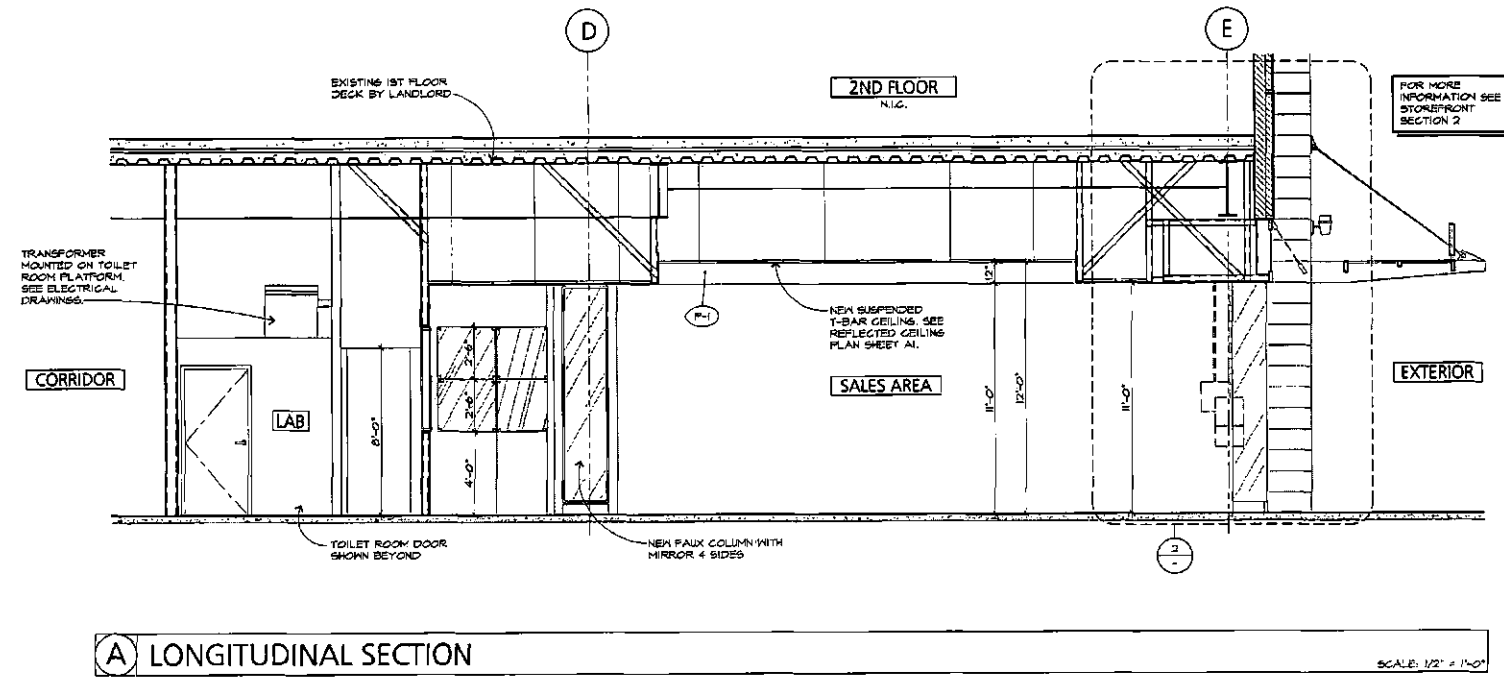 D
E
EXISTING 1ST FLOOR
DECK BY LANDLORD
2ND FLOOR
N.I.C.
FOR MORE
INFORMATION SEE
STOREFRONT
SECTION 2
TRANSFORMER
MOUNTED ON TOILET
ROOM PLATFORM.
SEE ELECTRICAL
DRAWINGS.
12"
P-1
NEW SUSPENDED
T-BAR CEILING. SEE
REFLECTED CEILING
PLAN SHEET A1.
CORRIDOR
LAB
8'-0"
2'-6"
2'-6"
4'-0"
SALES AREA
11'-0"
12'-0"
11'-0"
EXTERIOR
TOILET ROOM DOOR
SHOWN BEYOND
NEW FAUX COLUMN WITH
MIRROR 4 SIDES
2
-
A LONGITUDINAL SECTION
SCALE: 1/2" = 1'-0"